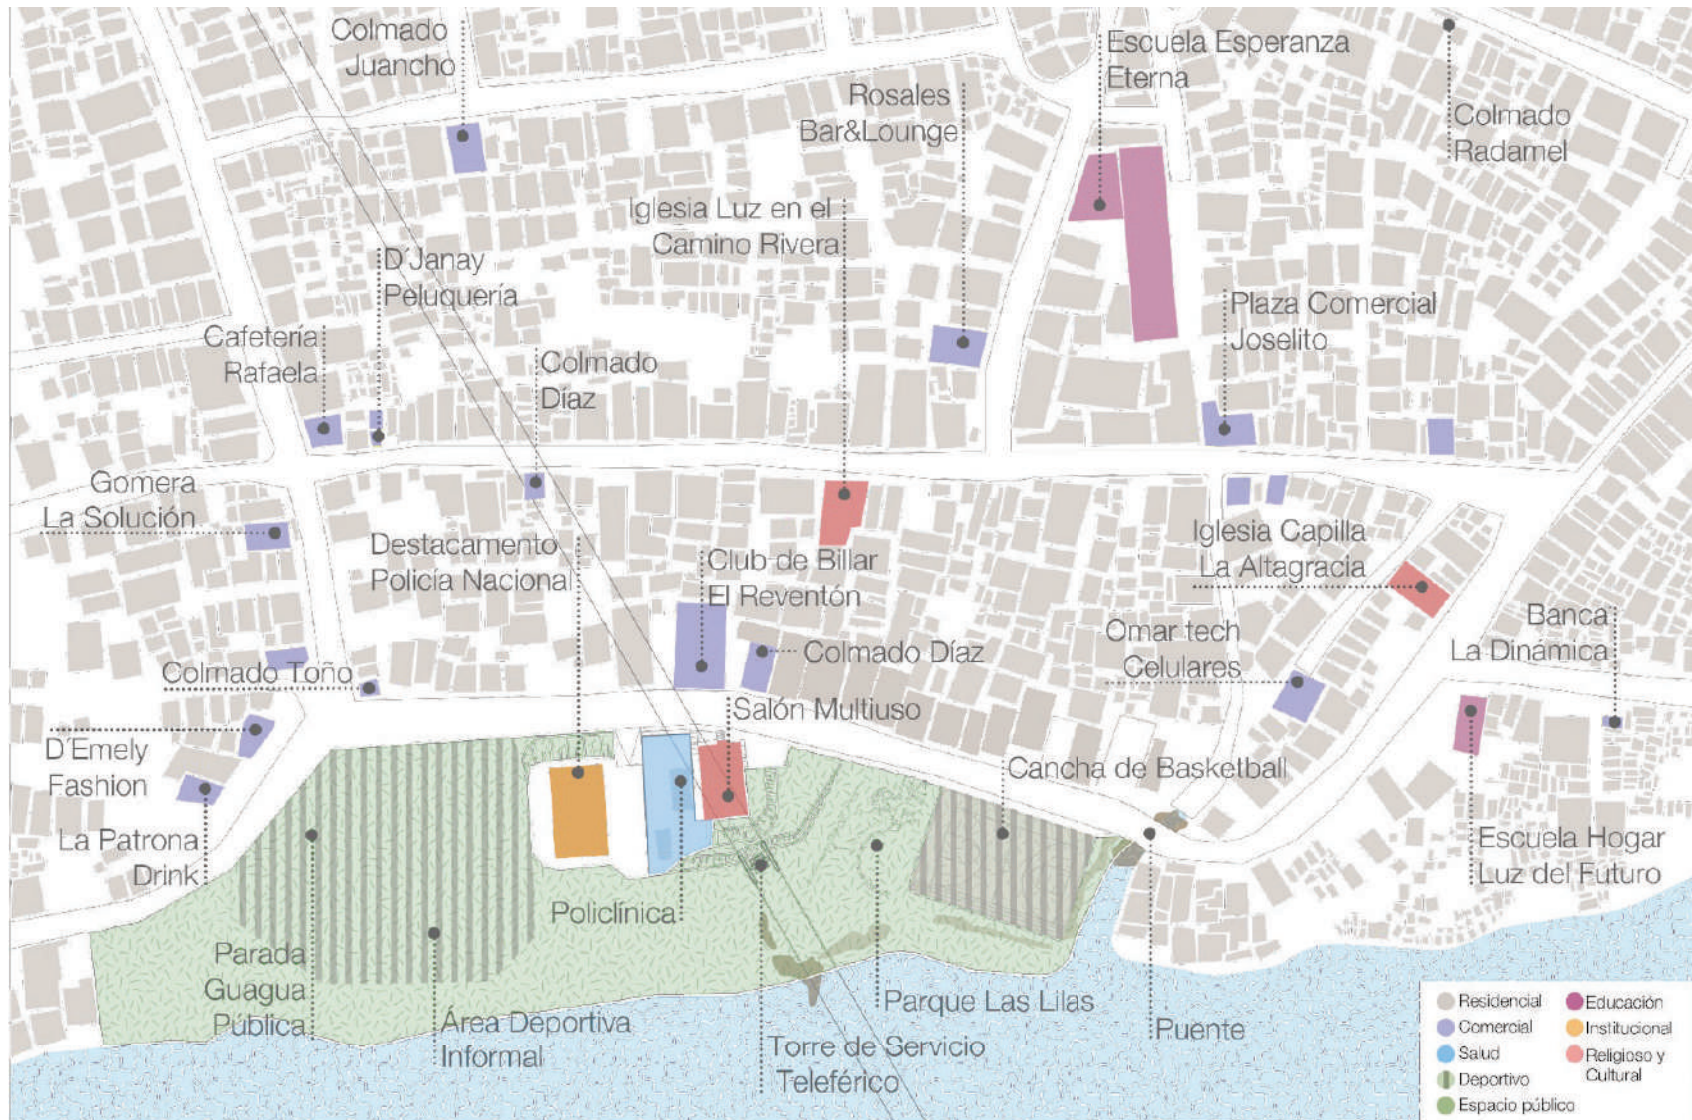 Colmado
Juancho
Escuela Esperanza
Eterna
Rosales
Bar&Lounge
Colmado
Radamel
Iglesia Luz en el
Camino Rivera
D´Janay
Peluquería
Plaza Comercial
Joselito
Cafetería
Rafaela
Colmado
Díaz
Gomera
La Solución
Destacamento
Policía Nacional
Club de Billar
El Reventón
Iglesia Capilla
La Altagracia
Banca
La Dinámica
Omar tech
Celulares
Colmado Díaz
Colmado Toño
Salón Multiuso
D´Emely
Fashion
Cancha de Basketball
La Patrona
Drink
Escuela Hogar
Luz del Futuro
Policlínica
Parada
Guagua
Pública
Área Deportiva
Informal
Parque Las Lilas
Puente
Torre de Servicio
Teleférico
Residencial
Comercial
Salud
Deportivo
Espacio público
Educación
Institucional
Religioso y
Cultural